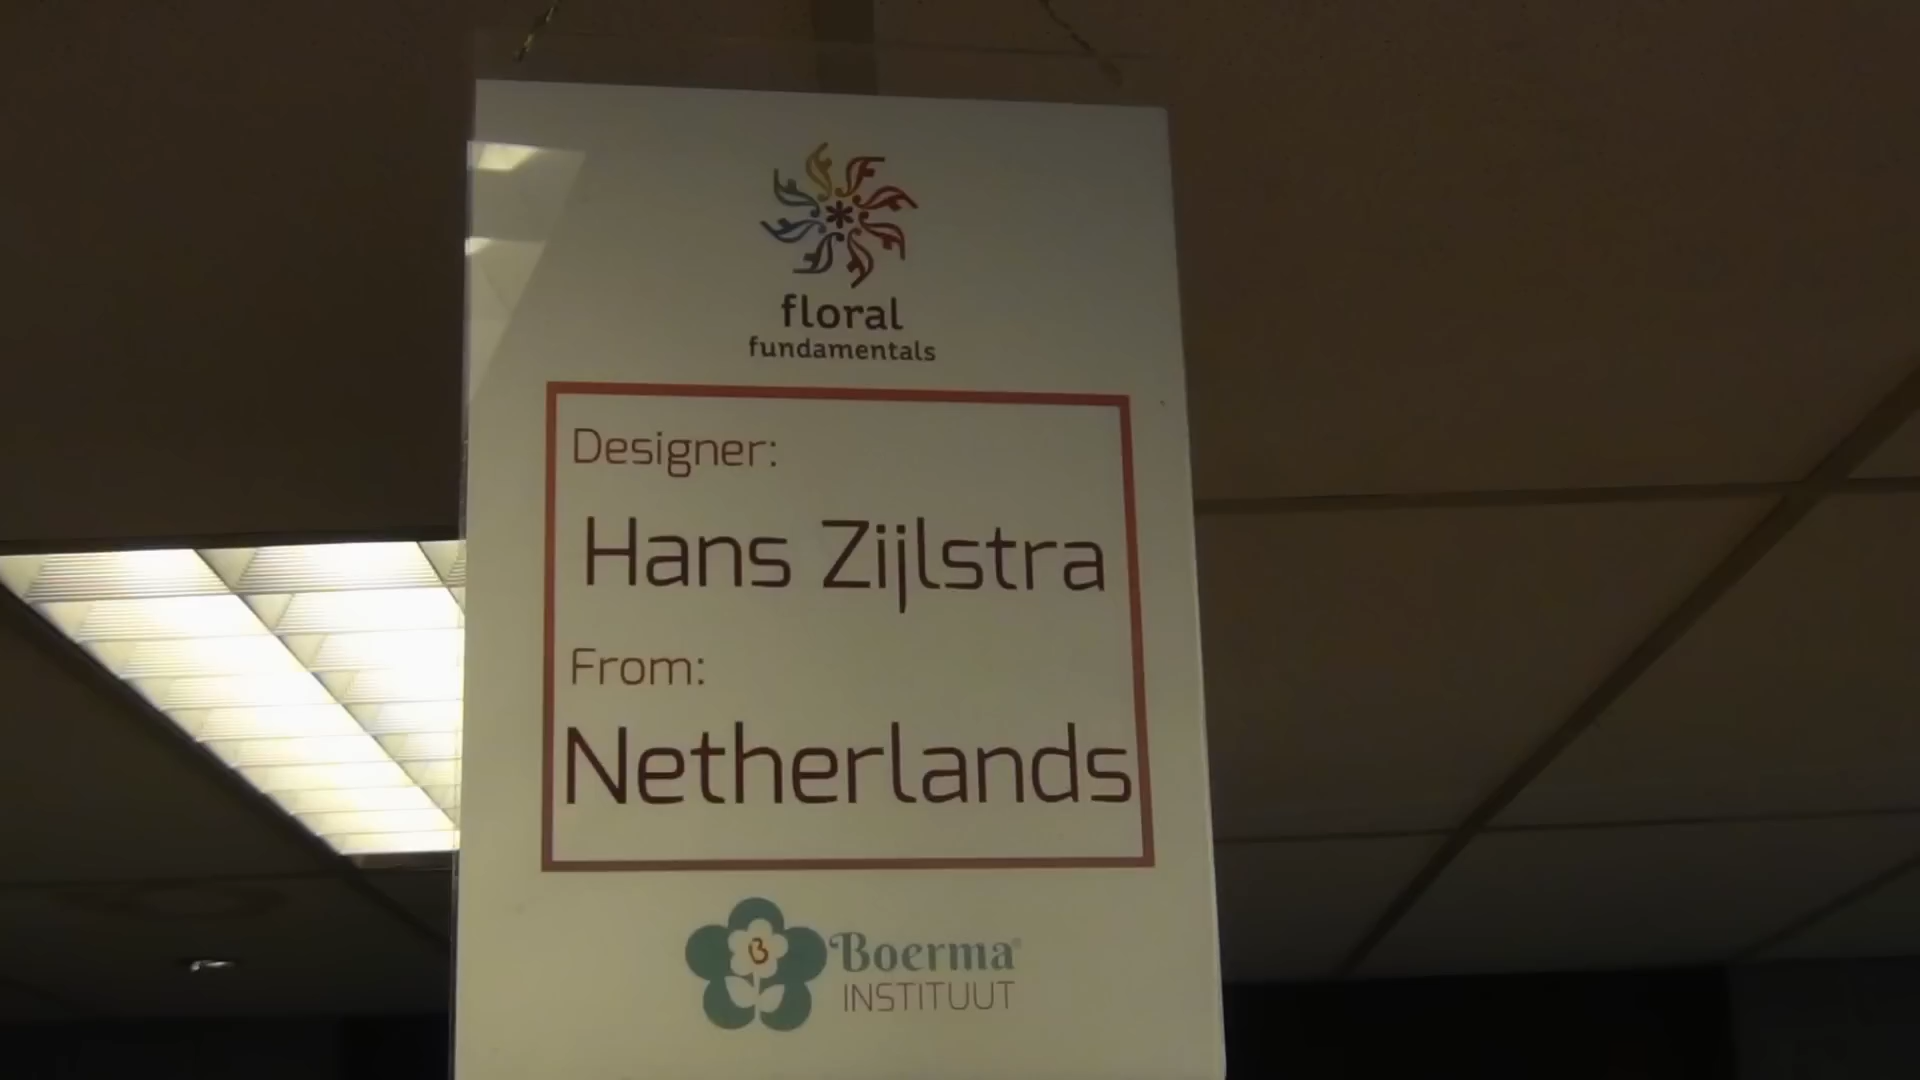 floral
fundamentals
Designer:
Hans Zijlstra
From:
Netherlands
B
Boerma®
INSTITUUT